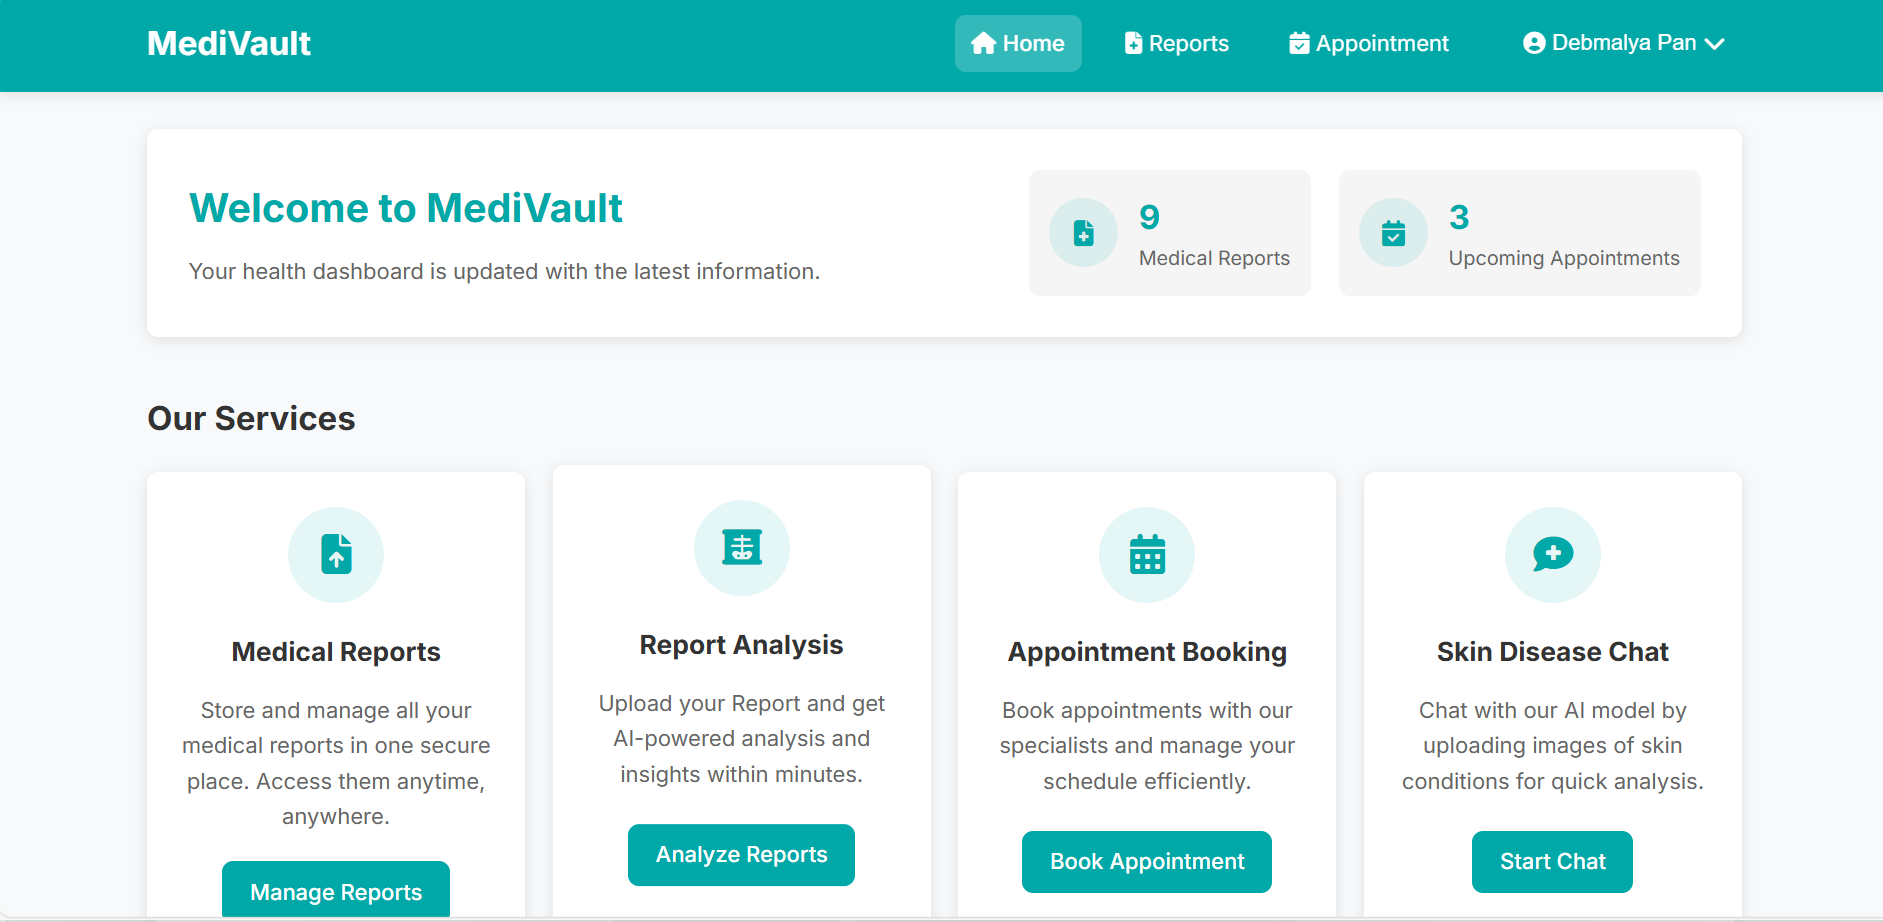 MediVault
Home
Reports
Appointment
Debmalya Pan
Welcome to MediVault
Your health dashboard is updated with the latest information.
9
Medical Reports
3
Upcoming Appointments
Our Services
Medical Reports
Store and manage all your
medical reports in one secure
place. Access them anytime,
anywhere.
Manage Reports
Report Analysis
Upload your Report and get
AI-powered analysis and
insights within minutes.
Analyze Reports
Appointment Booking
Book appointments with our
specialists and manage your
schedule efficiently.
Book Appointment
Skin Disease Chat
Chat with our AI model by
uploading images of skin
conditions for quick analysis.
Start Chat